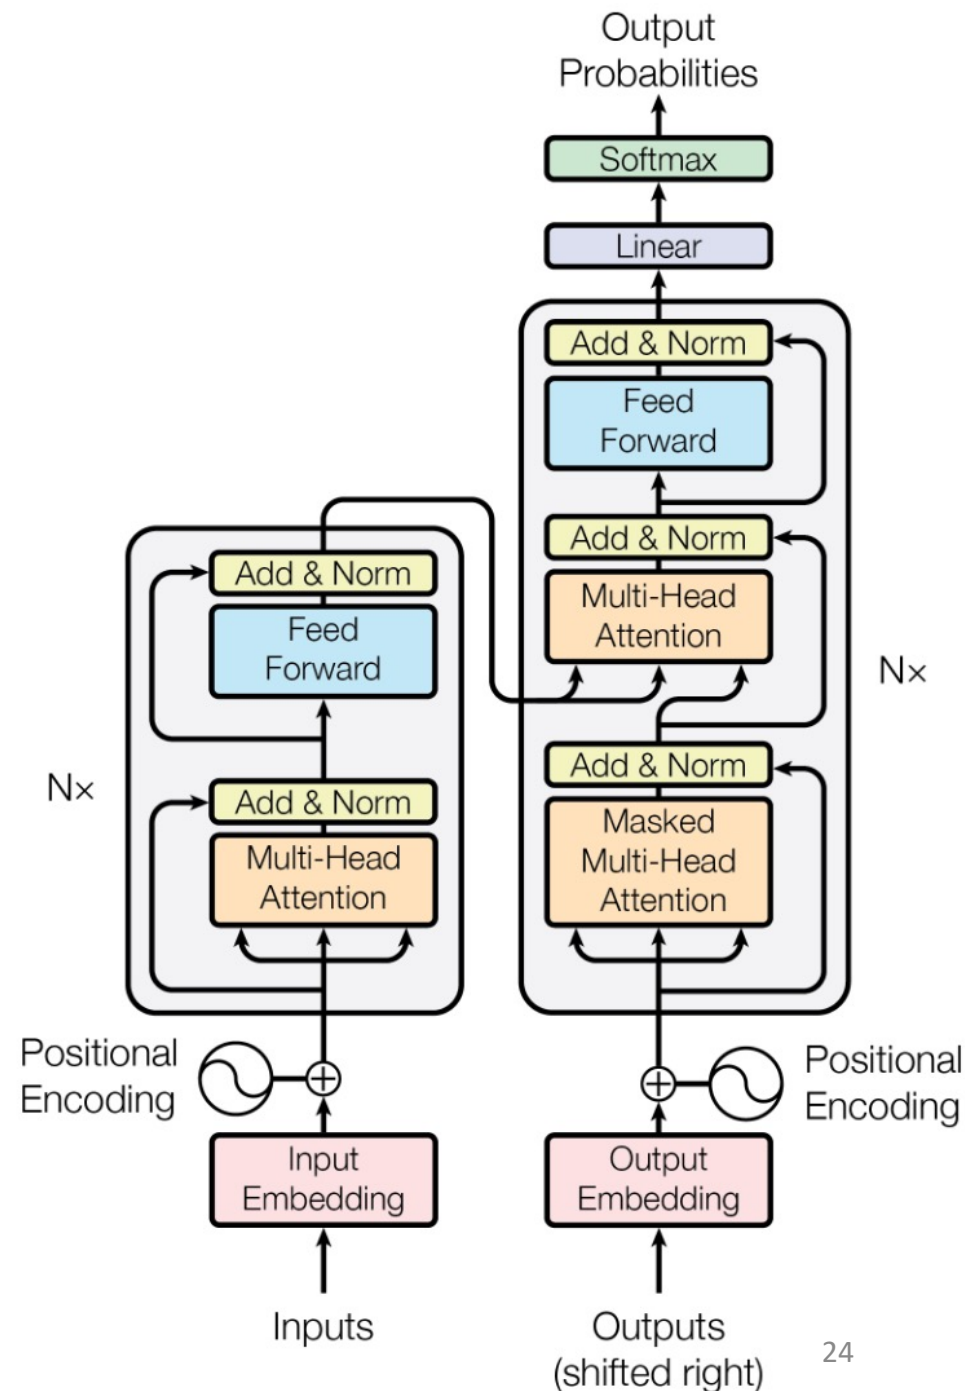 Output
Probabilities
Softmax
Linear
Add & Norm
Feed
Forward
Add & Norm
Multi-Head
Attention
Nx
Add & Norm
Masked
Multi-Head
Attention
Add & Norm
Feed
Forward
Nx
Add & Norm
Multi-Head
Attention
Positional
Encoding
Positional
Encoding
Input
Embedding
Output
Embedding
Inputs
Outputs
(shifted right)
24